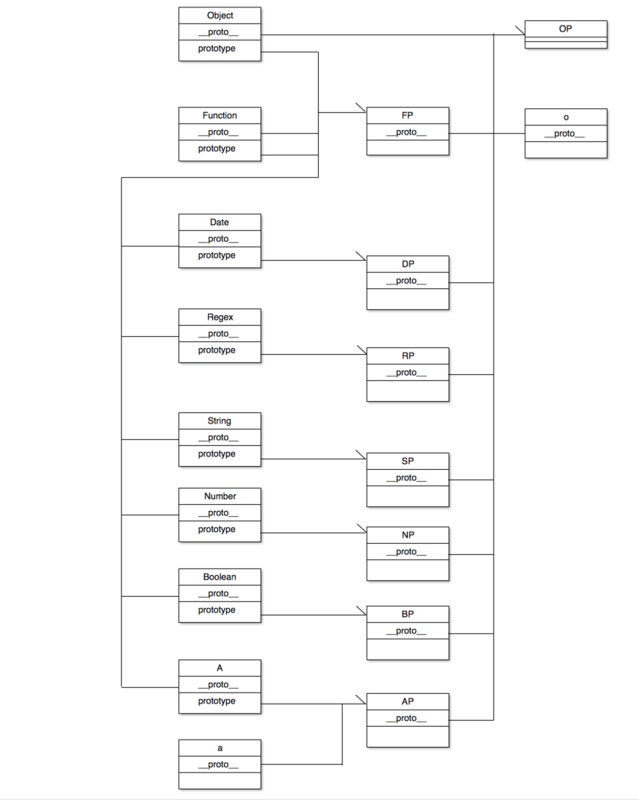 Object
__proto__
prototype
OP
Function
__proto__
prototype
FP
__proto__
o
__proto__
Date
__proto__
prototype
DP
__proto__
Regex
__proto__
prototype
RP
__proto__
String
__proto__
prototype
SP
__proto__
Number
__proto__
prototype
NP
__proto__
Boolean
__proto__
prototype
BP
__proto__
A
__proto__
prototype
AP
__proto__
a
__proto__